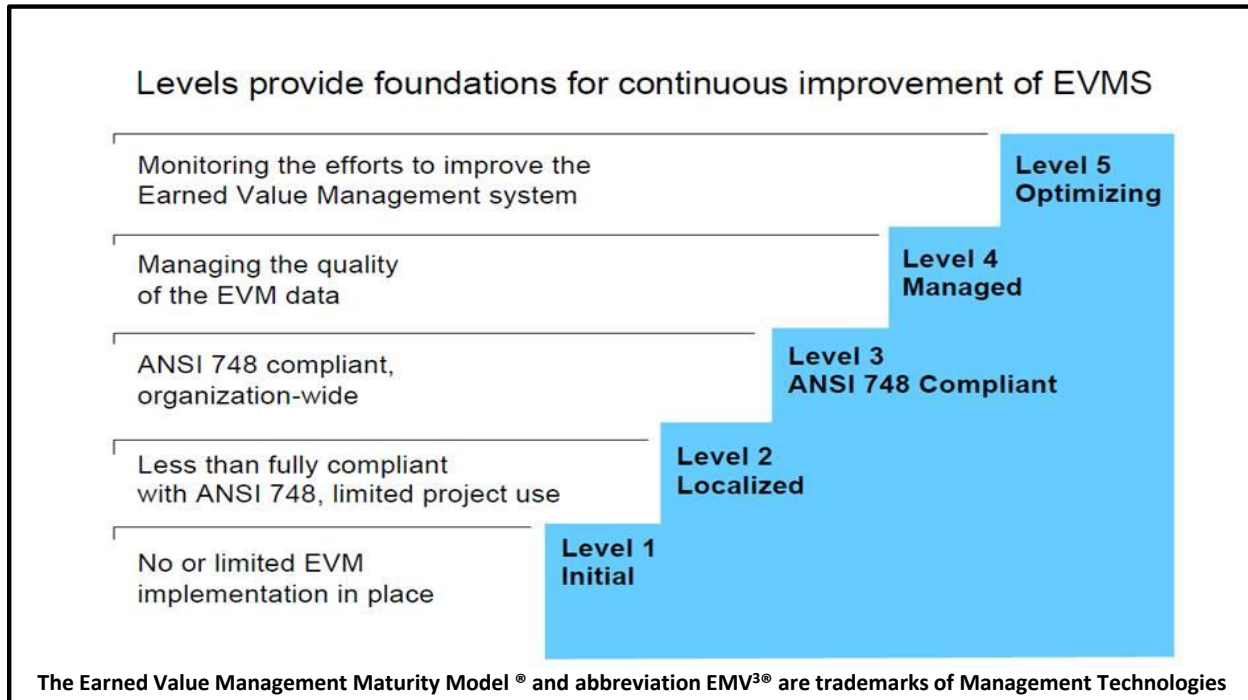 Levels provide foundations for continuous improvement of EVMS
Monitoring the efforts to improve the
Earned Value Management system
Level 5
Optimizing
Managing the quality
of the EVM data
Level 4
Managed
ANSI 748 compliant,
organization-wide
Level 3
ANSI 748 Compliant
Less than fully compliant
with ANSI 748, limited project use
Level 2
Localized
No or limited EVM
implementation in place
Level 1
Initial
The Earned Value Management Maturity Model ® and abbreviation EMV³® are trademarks of Management Technologies